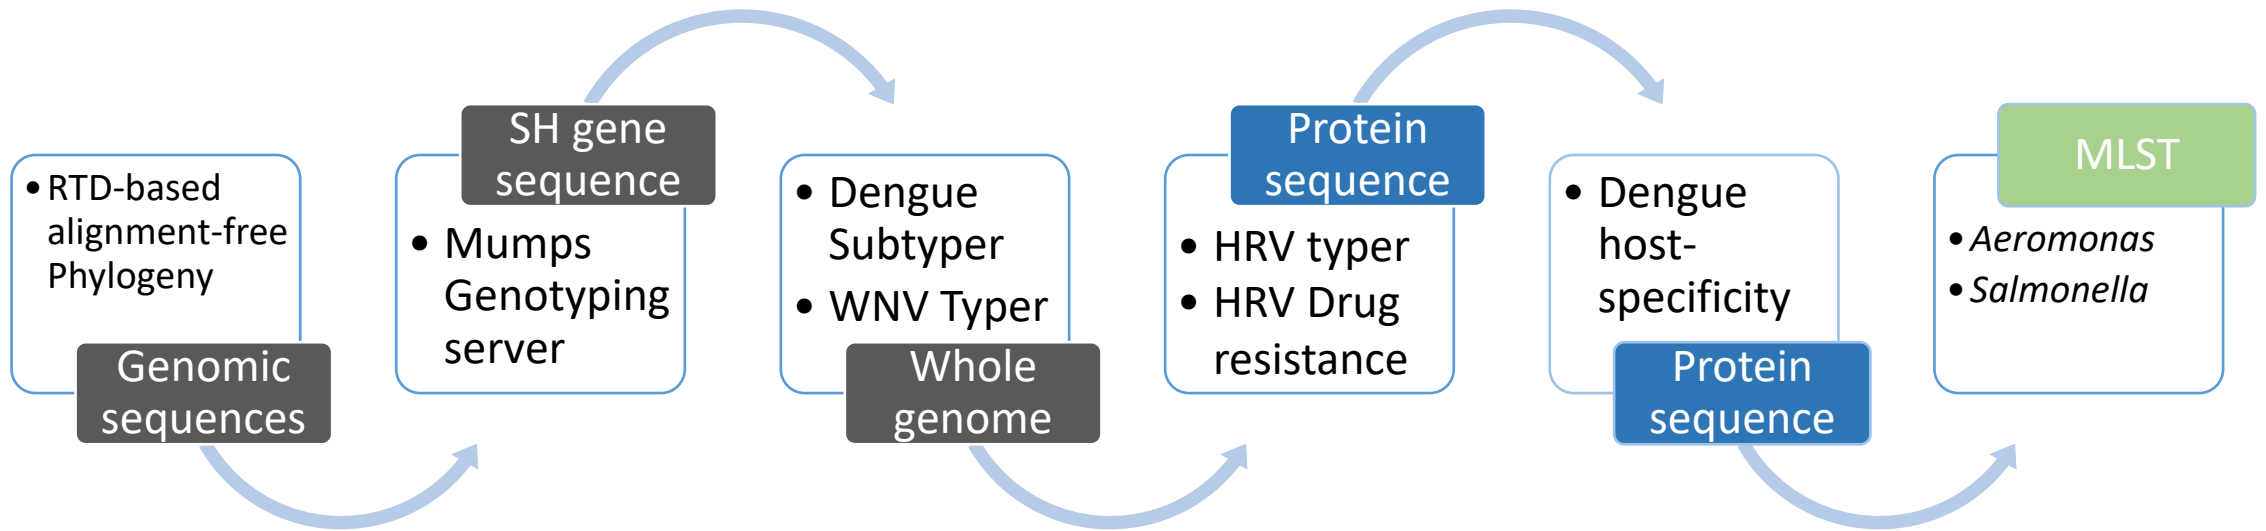 • RTD-based
alignment-free
Phylogeny
Genomic
sequences
SH gene
sequence
• Mumps
Genotyping
server
• Dengue
Subtyper
• WNV Typer
Whole
genome
Protein
sequence
• HRV typer
• HRV Drug
resistance
• Dengue
host-
specificity
Protein
sequence
MLST
• Aeromonas
• Salmonella